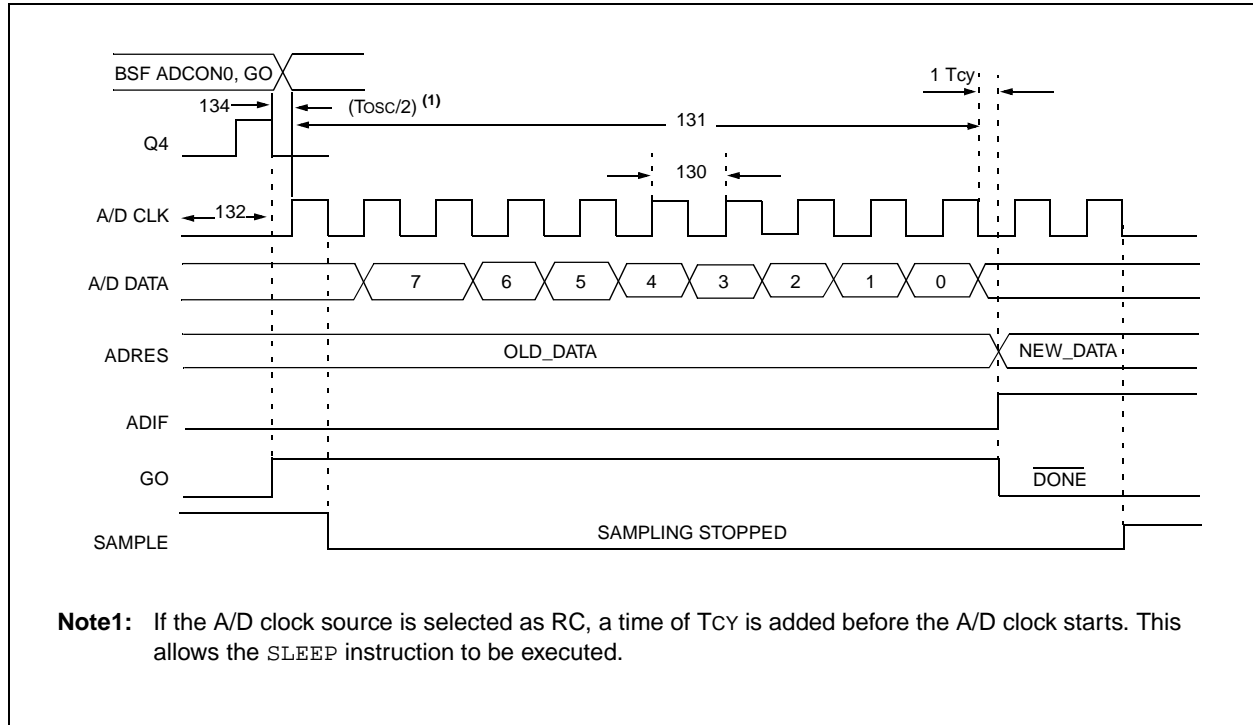 BSF ADCON0, GO
1 Tcy
134
(TOSC/2) (1)
131
Q4
130
A/D CLK
132
A/D DATA
7 6 5 4 3 2 1 0
ADRES
OLD_DATA
NEW_DATA
ADIF
GO
DONE
SAMPLE
SAMPLING STOPPED
Note1: If the A/D clock source is selected as RC, a time of TCY is added before the A/D clock starts. This
allows the SLEEP instruction to be executed.